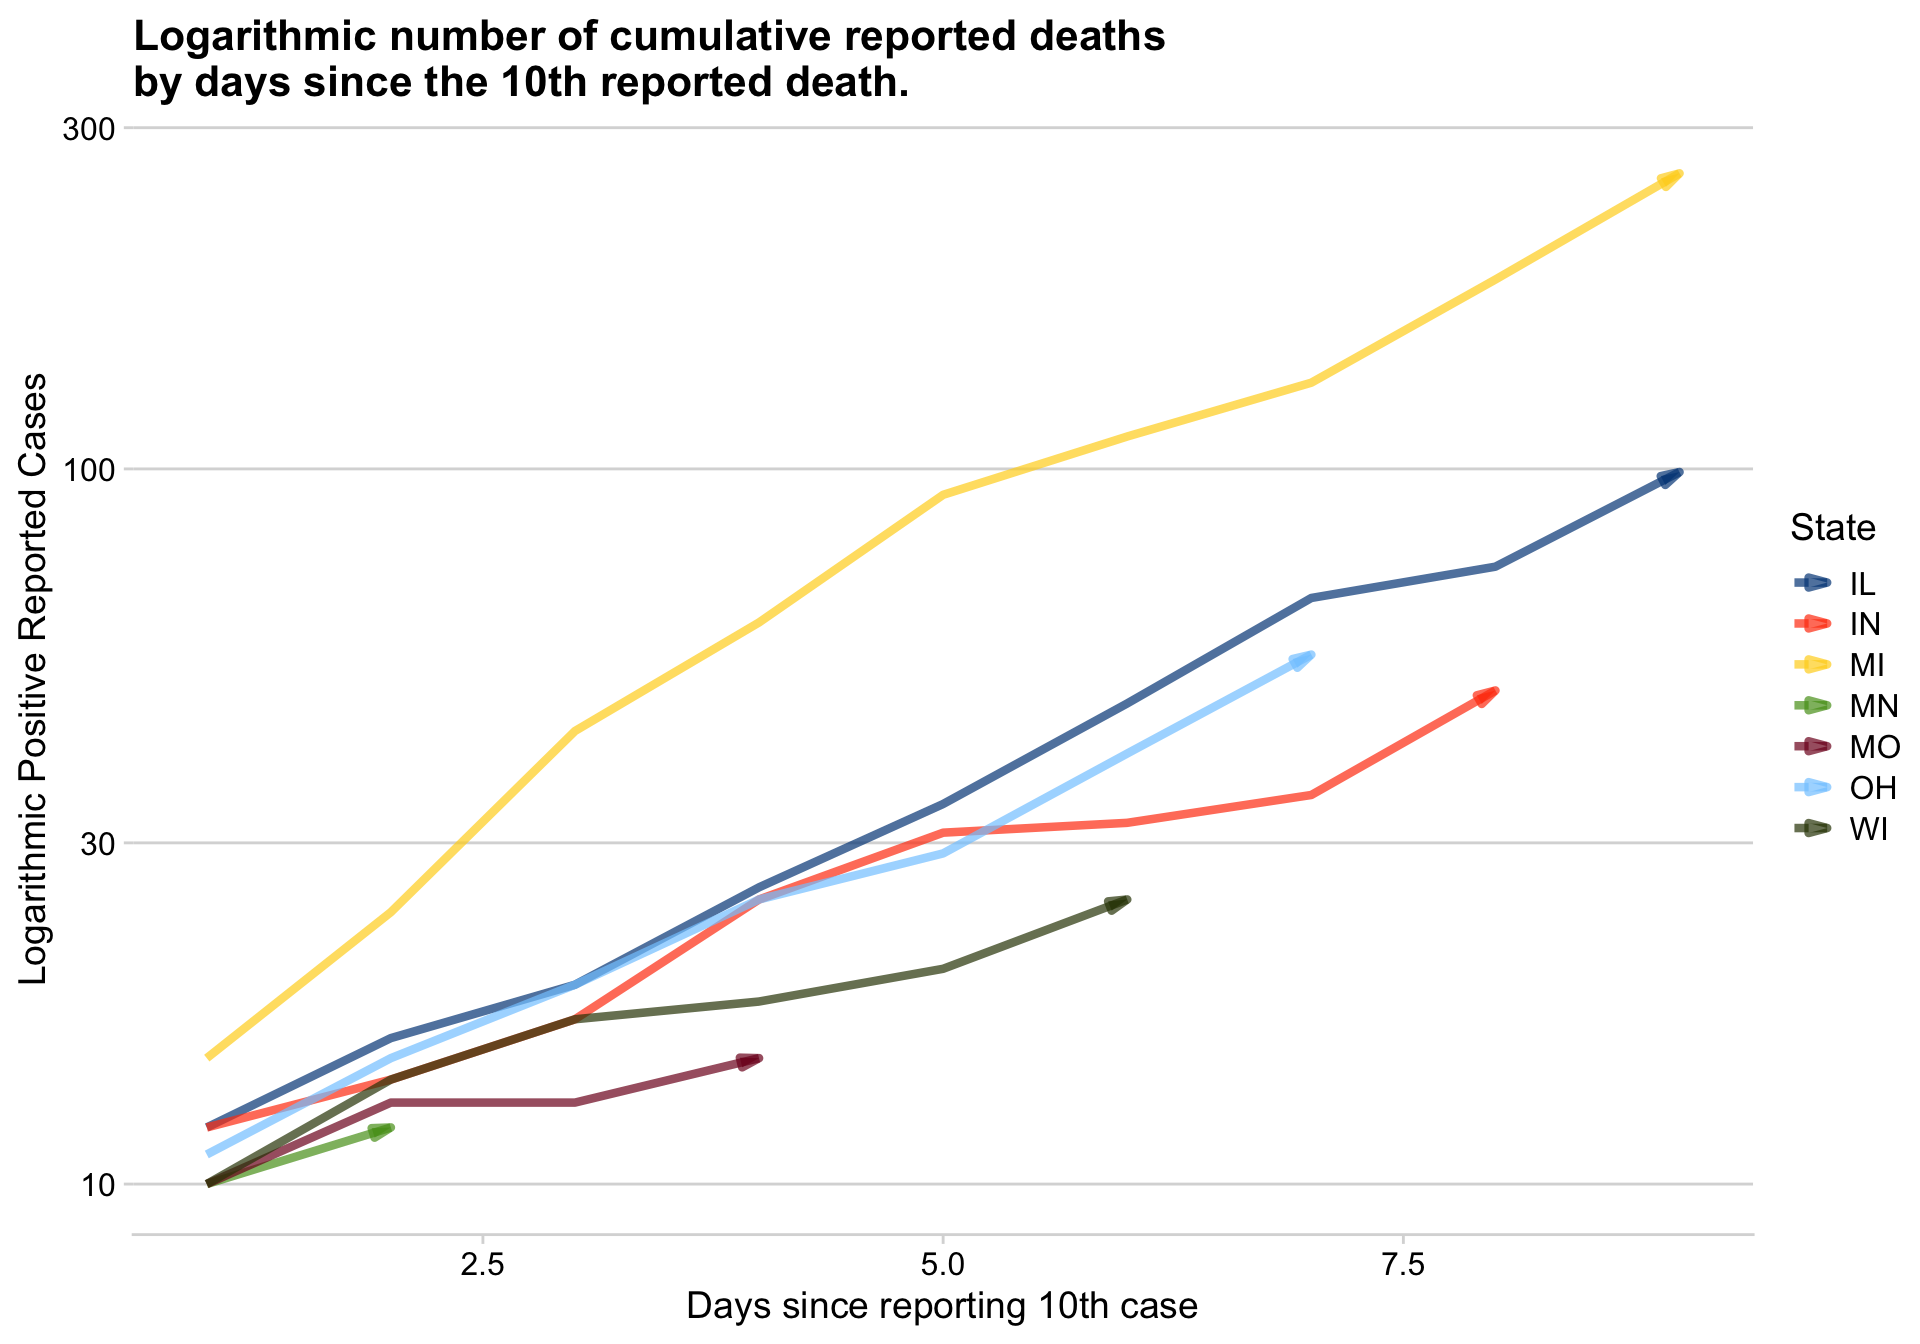 Logarithmic number of cumulative reported deaths
by days since the 10th reported death.
300
100
30
10
Logarithmic Positive Reported Cases
2.5
5.0
7.5
Days since reporting 10th case
State
IL
IN
MI
MN
MO
OH
WI